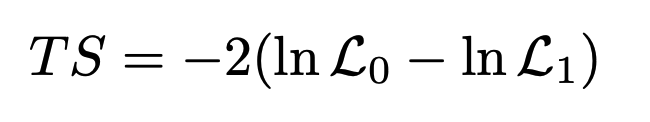 TS = −2(ln ℒ₀ − ln ℒ₁)